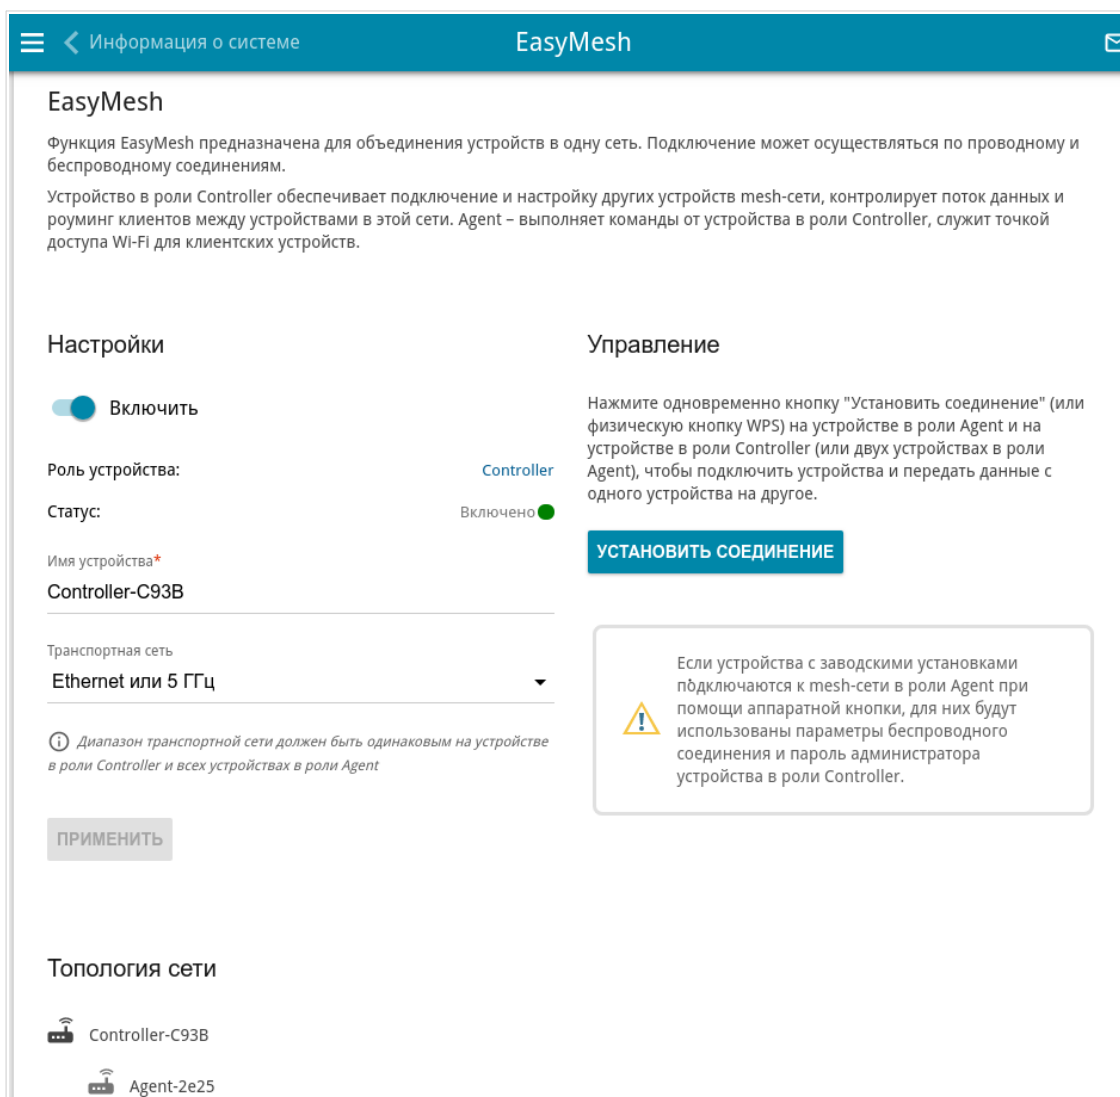 Информация о системе
EasyMesh
EasyMesh
Функция EasyMesh предназначена для объединения устройств в одну сеть. Подключение может осуществляться по проводному и
беспроводному соединениям.
Устройство в роли Controller обеспечивает подключение и настройку других устройств mesh-сети, контролирует поток данных и
роуминг клиентов между устройствами в этой сети. Agent – выполняет команды от устройства в роли Controller, служит точкой
доступа Wi-Fi для клиентских устройств.
Настройки
Включить
Роль устройства:
Controller
Статус:
Включено
Имя устройства*
Controller-C93B
Транспортная сеть
Ethernet или 5 ГГц
Диапазон транспортной сети должен быть одинаковым на устройстве
в роли Controller и всех устройствах в роли Agent
ПРИМЕНИТЬ
Управление
Нажмите одновременно кнопку "Установить соединение" (или
физическую кнопку WPS) на устройстве в роли Agent и на
устройстве в роли Controller (или двух устройствах в роли
Agent), чтобы подключить устройства и передать данные с
одного устройства на другое.
УСТАНОВИТЬ СОЕДИНЕНИЕ
Если устройства с заводскими установками
подключаются к mesh-сети в роли Agent при
помощи аппаратной кнопки, для них будут
использованы параметры беспроводного
соединения и пароль администратора
устройства в роли Controller.
Топология сети
Controller-C93B
Agent-2e25